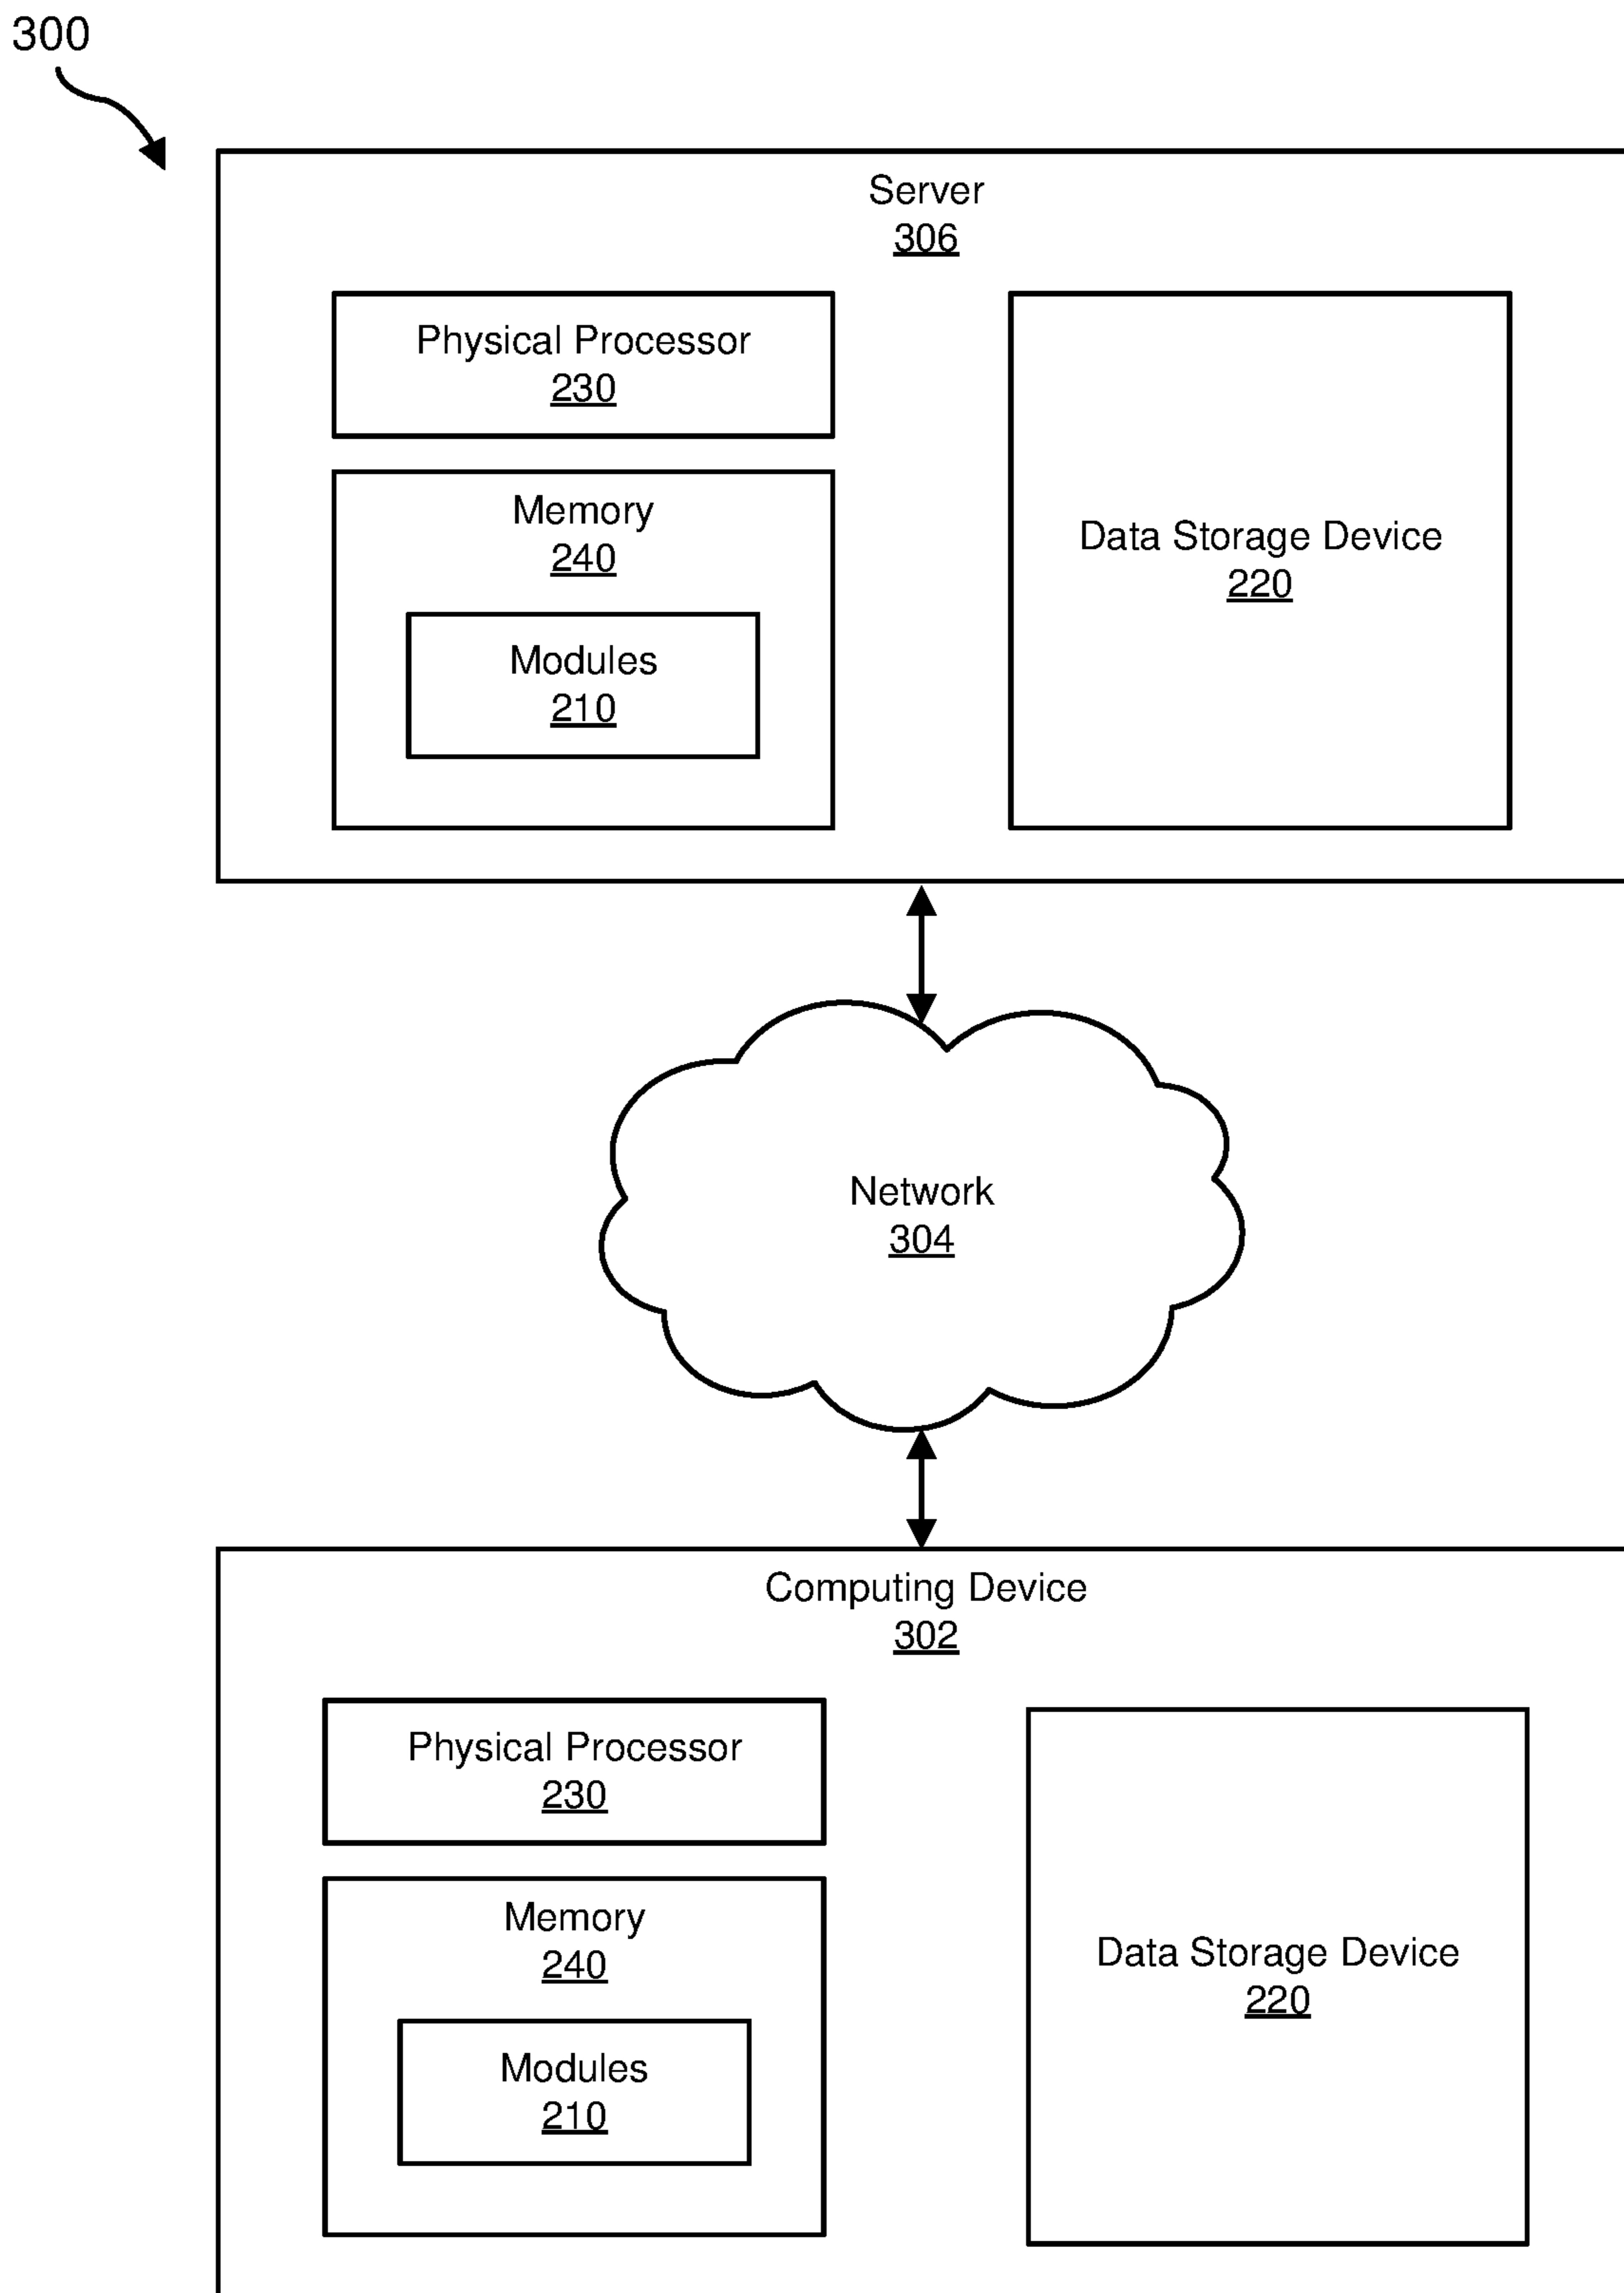 300
Server
306
Physical Processor
230
Memory
240
Modules
210
Data Storage Device
220
Network
304
Computing Device
302
Physical Processor
230
Memory
240
Modules
210
Data Storage Device
220